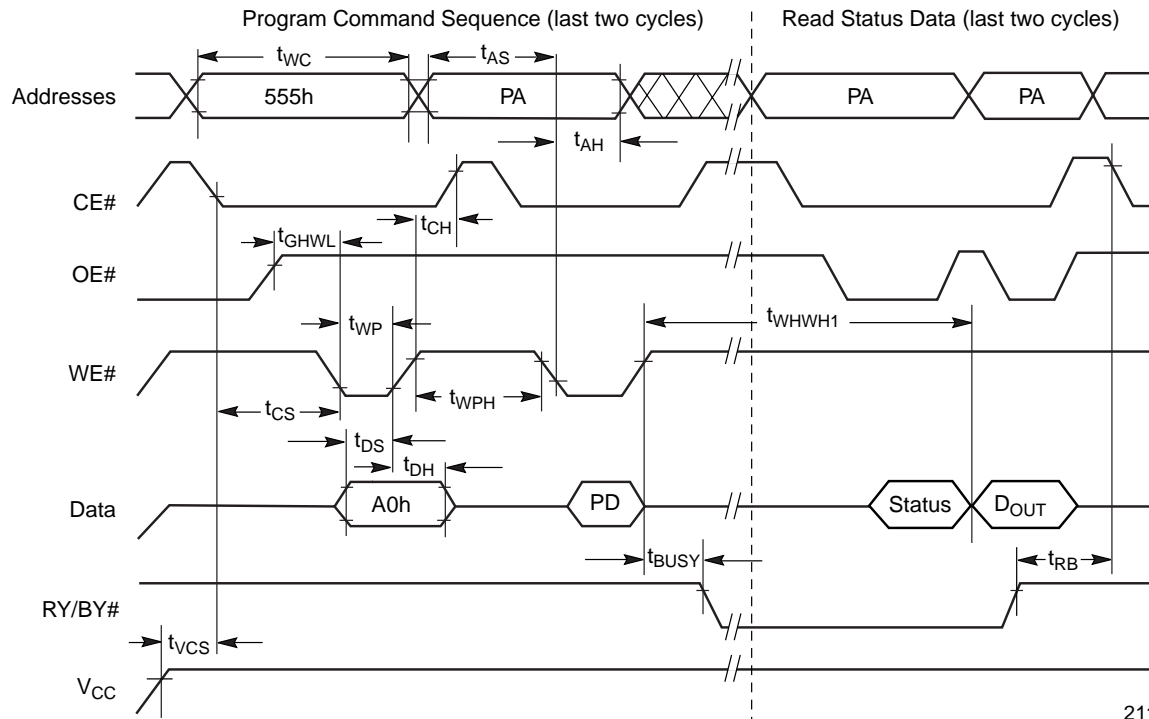 Program Command Sequence (last two cycles)
Read Status Data (last two cycles)
tWC
tAS
Addresses
555h
PA
PA
PA
tAH
CE#
tCH
tGHWL
OE#
tWP
tWHWH1
WE#
tCS
tWPH
tDS
tDH
Data
A0h
PD
Status
DOUT
tBUSY
tRB
RY/BY#
tVCS
VCC
211